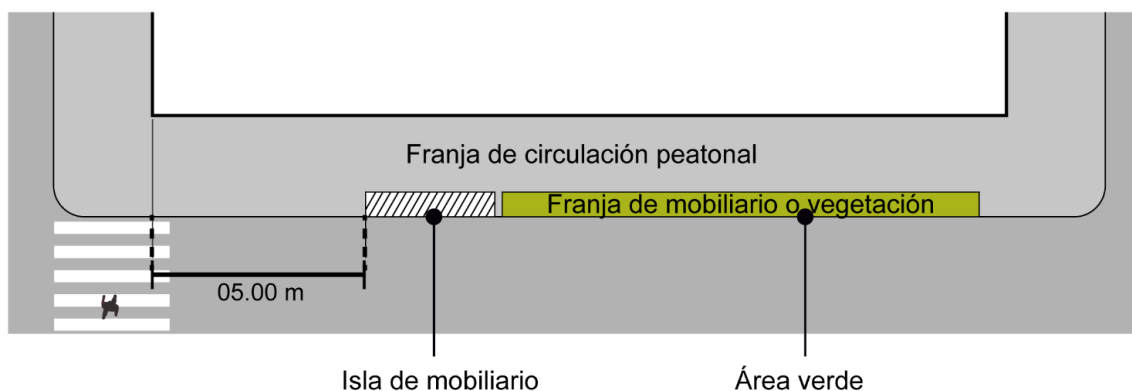 Franja de circulación peatonal
Franja de mobiliario o vegetación
05.00 m
Isla de mobiliario
Área verde